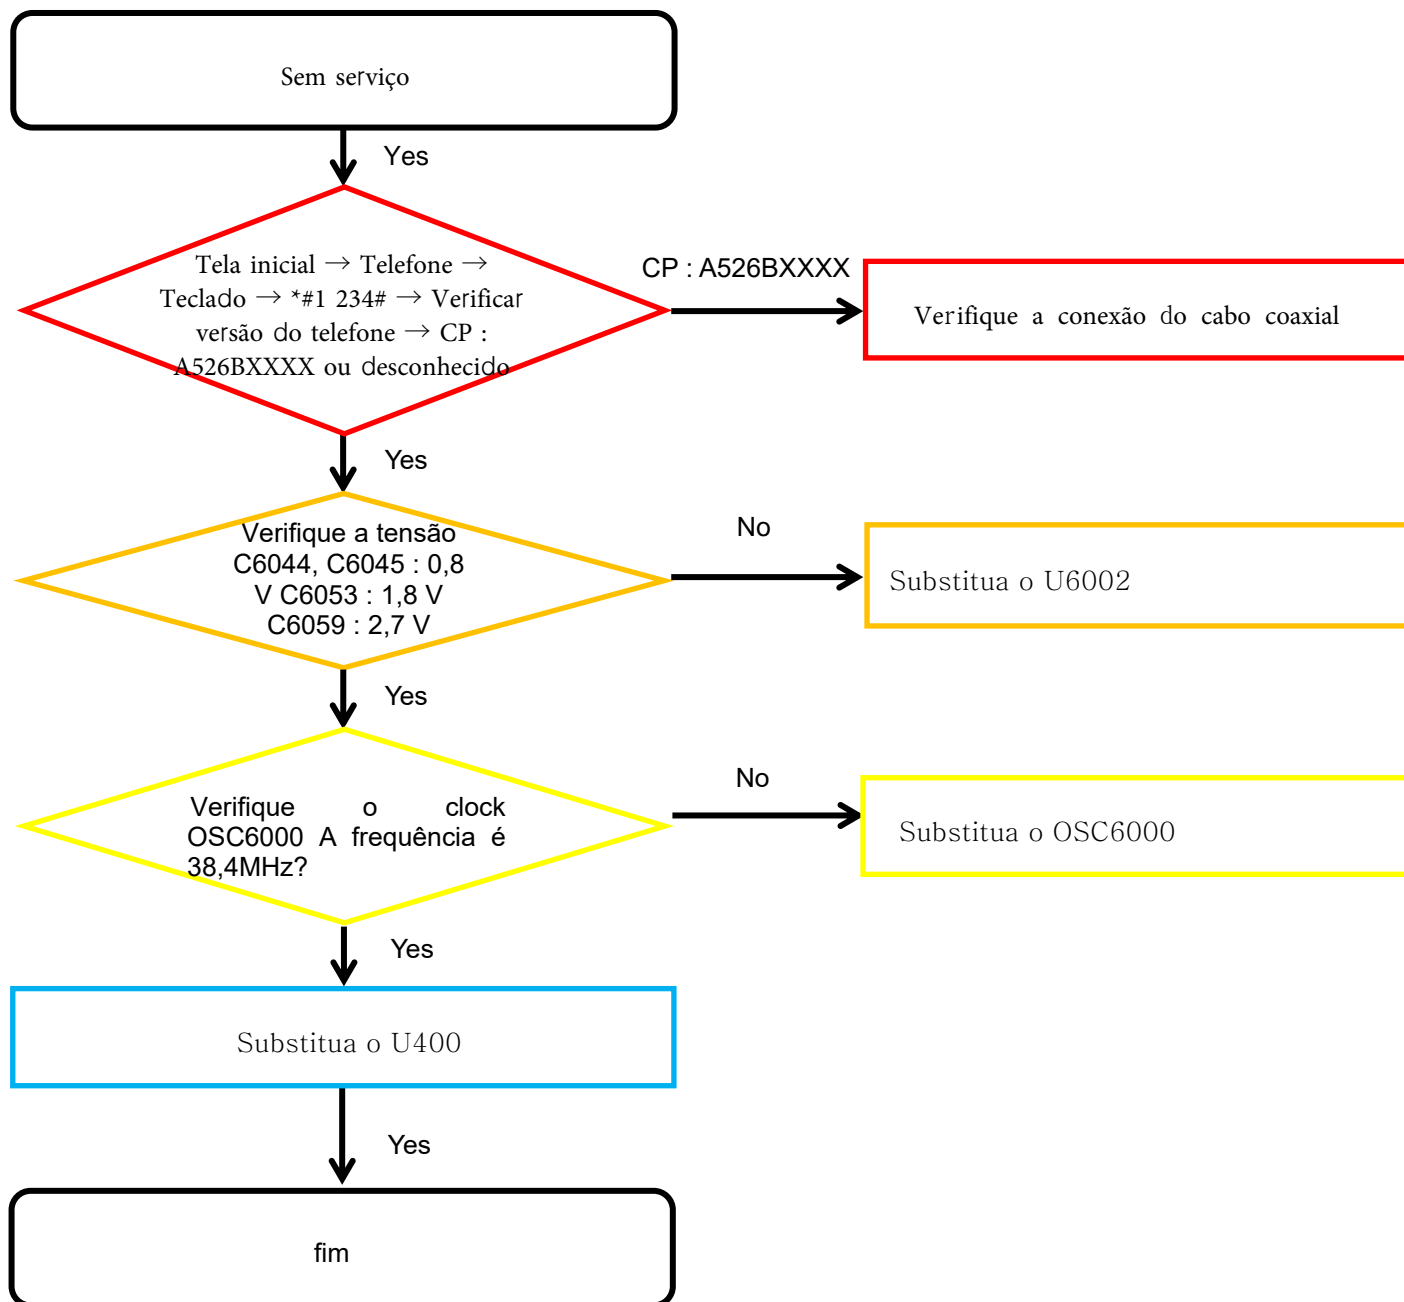 Sem serviço
Yes
Tela inicial → Telefone →
Teclado → *#1 234# → Verificar
versão do telefone → CP :
A526BXXXX ou desconhecido
CP : A526BXXXX
Verifique a conexão do cabo coaxial
Yes
Verifique a tensão
C6044, C6045 : 0,8
V C6053 : 1,8 V
C6059 : 2,7 V
No
Substitua o U6002
Yes
Verifique o clock
OSC6000 A frequência é
38,4MHz?
No
Substitua o OSC6000
Yes
Substitua o U400
Yes
fim